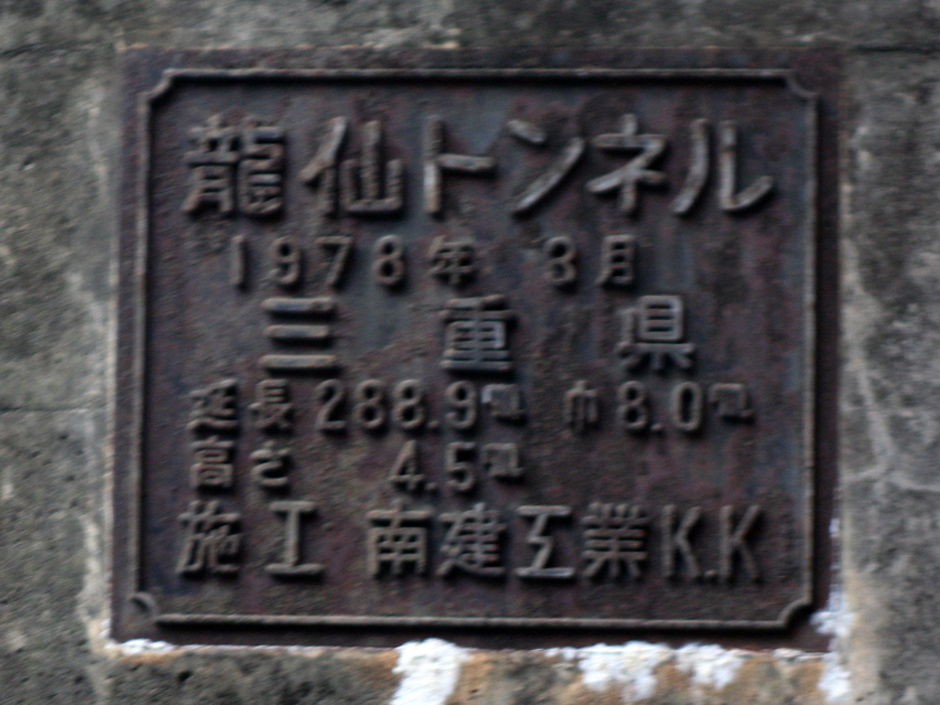 龍仙トンネル
1978年 3月
三重県
延長288.9m 巾8.0m
高さ 4.5m
施工 南建工業K.K